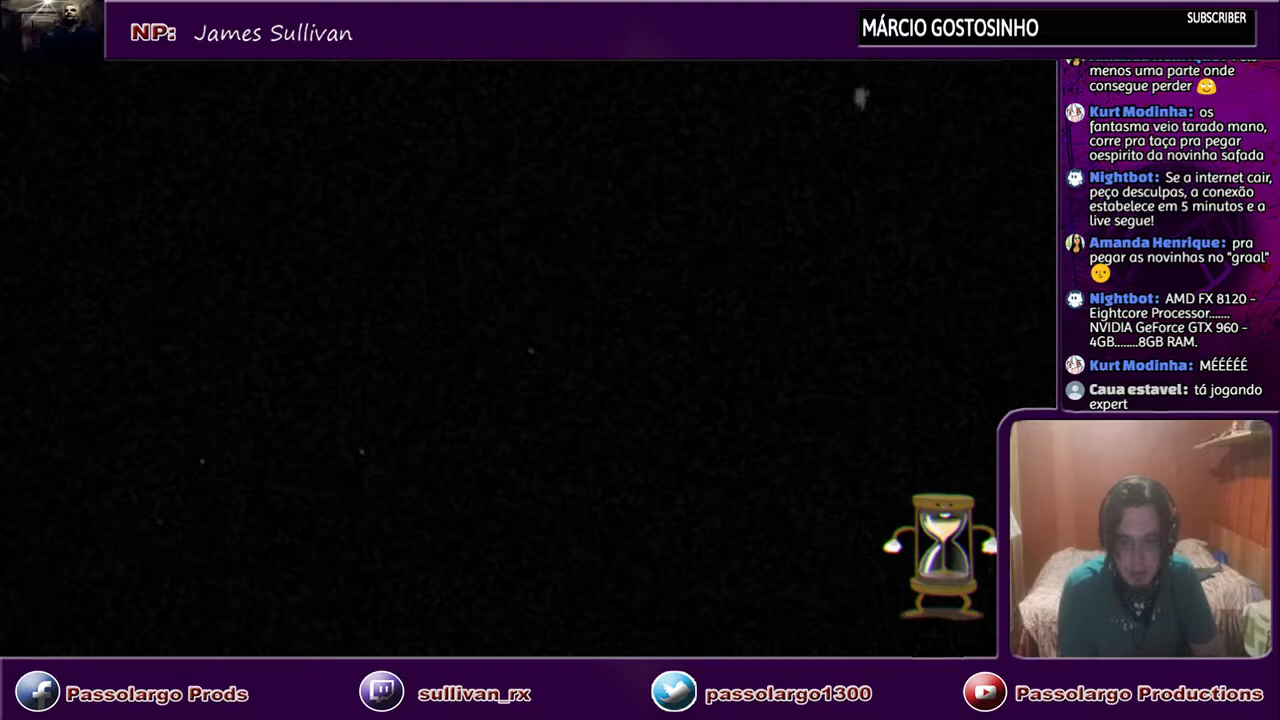 NP: James Sullivan
MÁRCIO GOSTOSINHO
SUBSCRIBER
menos uma parte onde
consegue perder
Kurt Modinha: os
fantasma veio tarado mano,
corre pra taça pra pegar
oespirito da novinha safada
Nightbot: Se a internet cair,
peço desculpas, a conexão
estabelece em 5 minutos e a
live segue!
Amanda Henrique: pra
pegar as novinhas no "graal"
Nightbot: AMD FX 8120 -
Eightcore Processor.......
NVIDIA GeForce GTX 960 -
4GB........8GB RAM.
Kurt Modinha: MÉÉÉÉÉ
Caua estavel: tá jogando
expert
Passolargo Prods
sullivan_rx
passolargo1300
Passolargo Productions